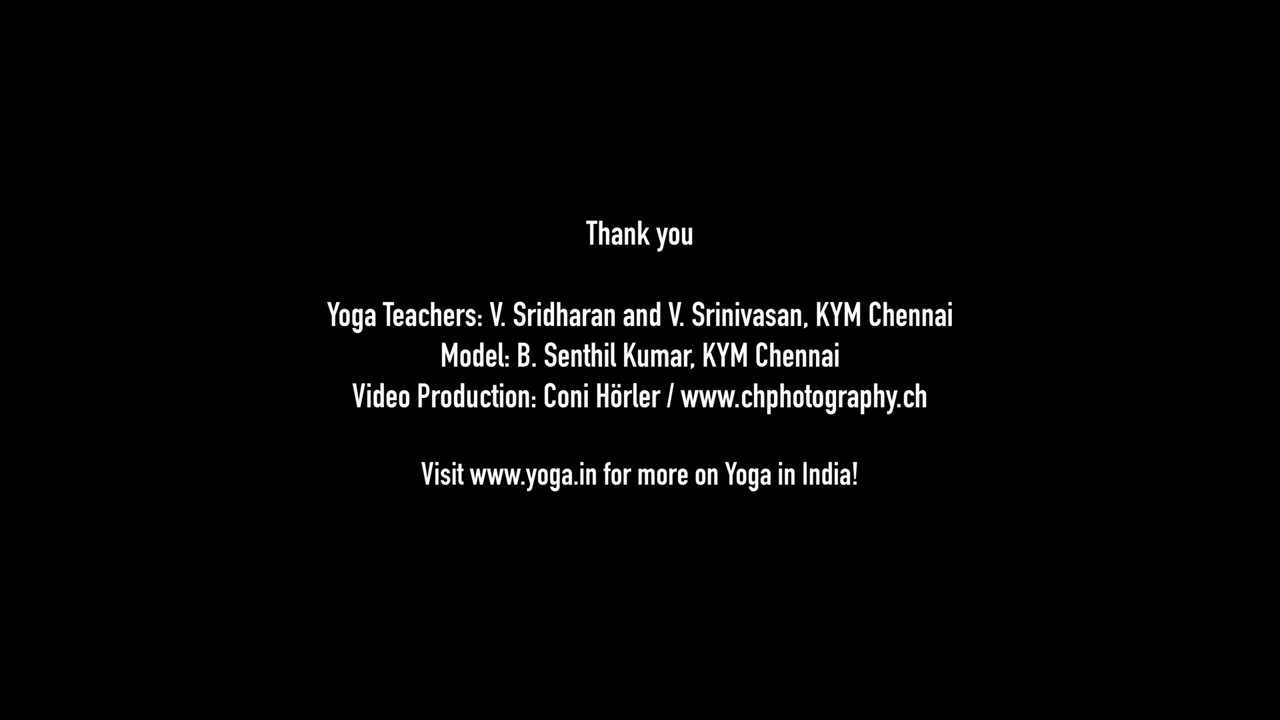 Thank you
Yoga Teachers: V. Sridharan and V. Srinivasan, KYM Chennai
Model: B. Senthil Kumar, KYM Chennai
Video Production: Coni Hörler / www.chphotography.ch
Visit www.yoga.in for more on Yoga in India!